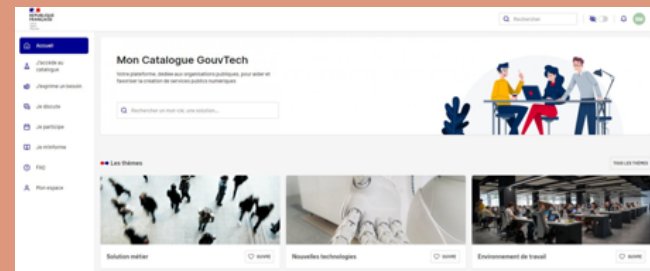 RÉPUBLIQUE
FRANÇAISE
Rechercher
Accueil
J'accède au
catalogue
J'exprime un besoin
Je discute
Je participe
Je m'informe
FAQ
Mon espace
Mon Catalogue GouvTech
Votre plateforme, dédiée aux organisations publiques, pour aider et
favoriser la création de services publics numériques
Rechercher un mot clé, une solution...
Les thèmes
TOUS LES THÈMES
Solution métier
SUIVRE
Nouvelles technologies
SUIVRE
Environnement de travail
SUIVRE